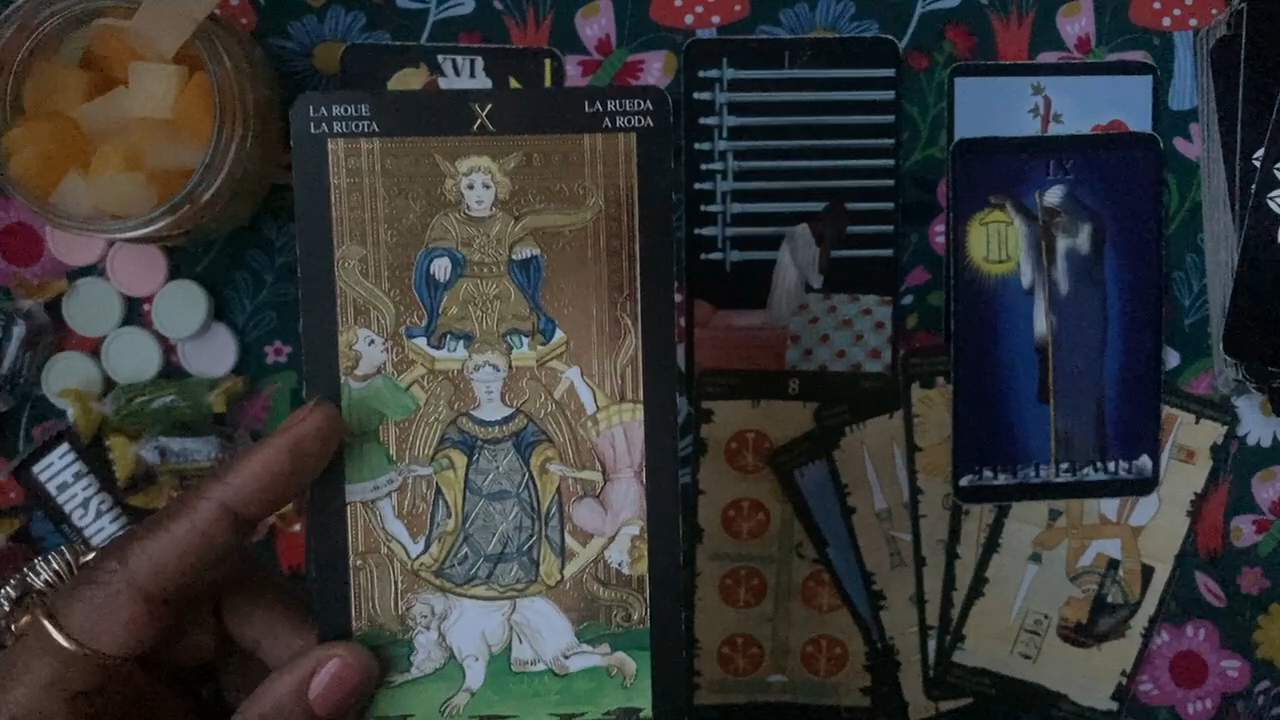 XVI
LA ROUE
LA RUOTA
X
LA RUEDA
A RODA
IX
8
HERSH